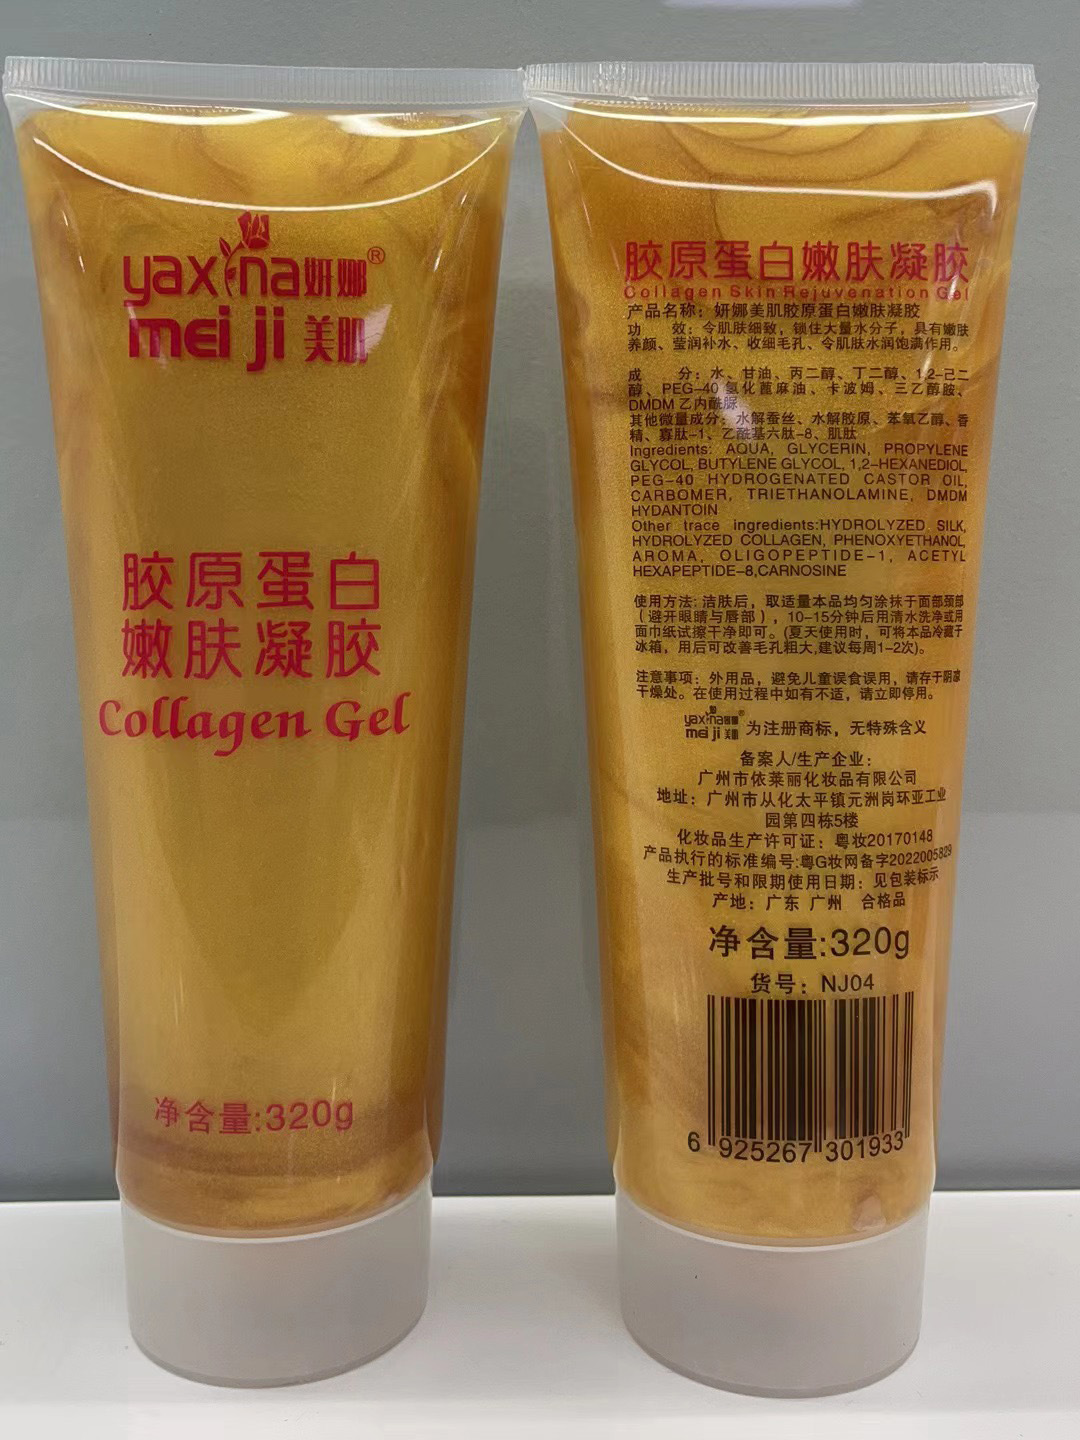 yaxina妍娜®
mei ji 美肌
胶原蛋白
嫩肤凝胶
Collagen Gel
净含量:320g
胶原蛋白嫩肤凝胶
Collagen Skin Rejuvenation Gel
产品名称：妍娜美肌胶原蛋白嫩肤凝胶
功 效：令肌肤细致，锁住大量水分子，具有嫩肤
养颜、莹润补水、收细毛孔、令肌肤水润饱满作用。
成 分：水、甘油、丙二醇、丁二醇、1,2-己二
醇、PEG-40氢化蓖麻油、卡波姆、三乙醇胺、
DMDM 乙内酰脲
其他微量成分：水解蚕丝、水解胶原、苯氧乙醇、香
精、寡肽-1、乙酰基六肽-8、肌肽
Ingredients: AQUA, GLYCERIN, PROPYLENE
GLYCOL, BUTYLENE GLYCOL, 1,2-HEXANEDIOL,
PEG-40 HYDROGENATED CASTOR OIL,
CARBOMER, TRIETHANOLAMINE, DMDM
HYDANTOIN
Other trace ingredients:HYDROLYZED SILK,
HYDROLYZED COLLAGEN, PHENOXYETHANOL,
AROMA, OLIGOPEPTIDE-1, ACETYL
HEXAPEPTIDE-8,CARNOSINE
使用方法: 洁肤后，取适量本品均匀涂抹于面部颈部
（避开眼睛与唇部），10-15分钟后用清水洗净或用
面巾纸试擦干净即可。(夏天使用时，可将本品冷藏于
冰箱，用后可改善毛孔粗大,建议每周1-2次)。
注意事项：外用品，避免儿童误食误用，请存于阴凉
干燥处。在使用过程中如有不适，请立即停用。
yaxina妍娜®
mei ji 美肌 为注册商标，无特殊含义
备案人/生产企业：
广州市依莱丽化妆品有限公司
地址：广州市从化太平镇元洲岗环亚工业
园第四栋5楼
化妆品生产许可证：粤妆20170148
产品执行的标准编号:粤G妆网备字2022005829
生产批号和限期使用日期：见包装标示
产地：广东 广州 合格品
净含量:320g
货号：NJ04
6 925267 301933